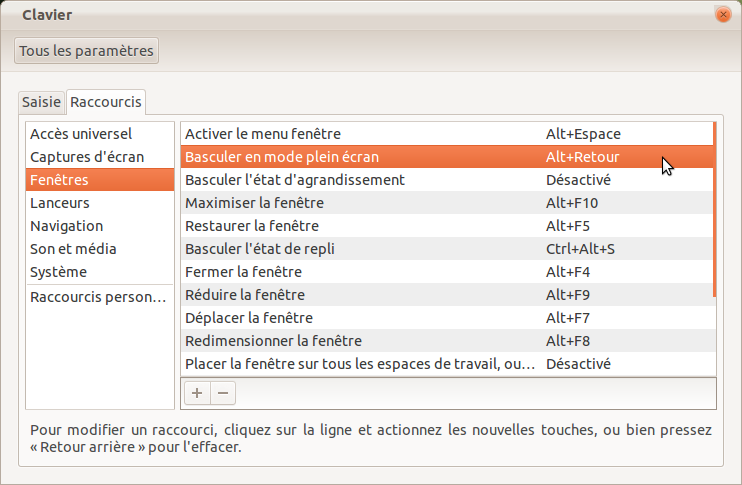 Clavier
Tous les paramètres
Saisie Raccourcis
Accès universel
Captures d'écran
Fenêtres
Lanceurs
Navigation
Son et média
Système
Raccourcis person…
Activer le menu fenêtre Alt+Espace
Basculer en mode plein écran Alt+Retour
Basculer l'état d'agrandissement Désactivé
Maximiser la fenêtre Alt+F10
Restaurer la fenêtre Alt+F5
Basculer l'état de repli Ctrl+Alt+S
Fermer la fenêtre Alt+F4
Réduire la fenêtre Alt+F9
Déplacer la fenêtre Alt+F7
Redimensionner la fenêtre Alt+F8
Placer la fenêtre sur tous les espaces de travail, ou… Désactivé
Pour modifier un raccourci, cliquez sur la ligne et actionnez les nouvelles touches, ou bien pressez
« Retour arrière » pour l'effacer.